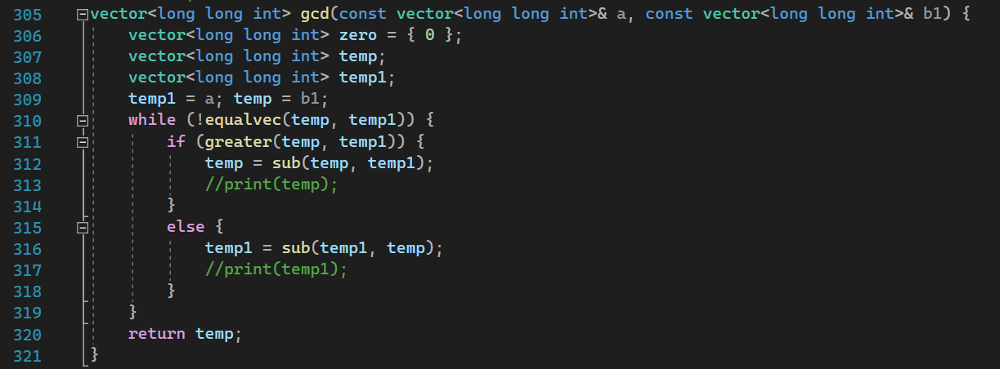 305 vector<long long int> gcd(const vector<long long int>& a, const vector<long long int>& b1) {
306     vector<long long int> zero = { 0 };
307     vector<long long int> temp;
308     vector<long long int> temp1;
309     temp1 = a; temp = b1;
310     while (!equalvec(temp, temp1)) {
311         if (greater(temp, temp1)) {
312             temp = sub(temp, temp1);
313             //print(temp);
314         }
315         else {
316             temp1 = sub(temp1, temp);
317             //print(temp1);
318         }
319     }
320     return temp;
321 }